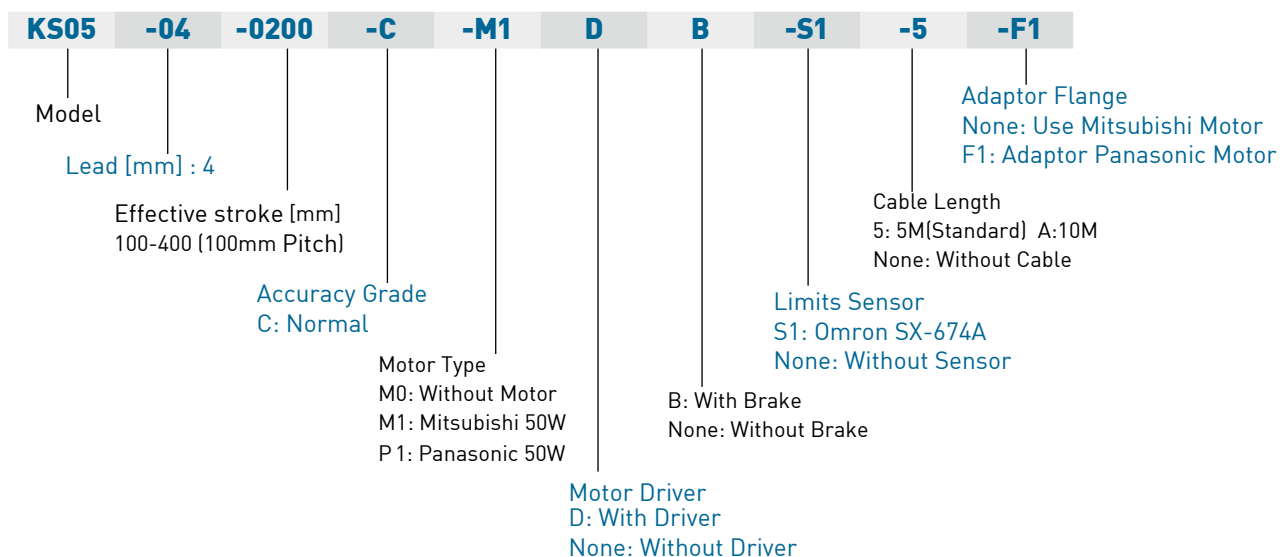 KS05 -04 -0200 -C -M1 D B -S1 -5 -F1
Model
Lead [mm] : 4
Effective stroke [mm]
100-400 (100mm Pitch)
Accuracy Grade
C: Normal
Motor Type
M0: Without Motor
M1: Mitsubishi 50W
P1: Panasonic 50W
Motor Driver
D: With Driver
None: Without Driver
B: With Brake
None: Without Brake
Limits Sensor
S1: Omron SX-674A
None: Without Sensor
Cable Length
5: 5M(Standard) A:10M
None: Without Cable
Adaptor Flange
None: Use Mitsubishi Motor
F1: Adaptor Panasonic Motor